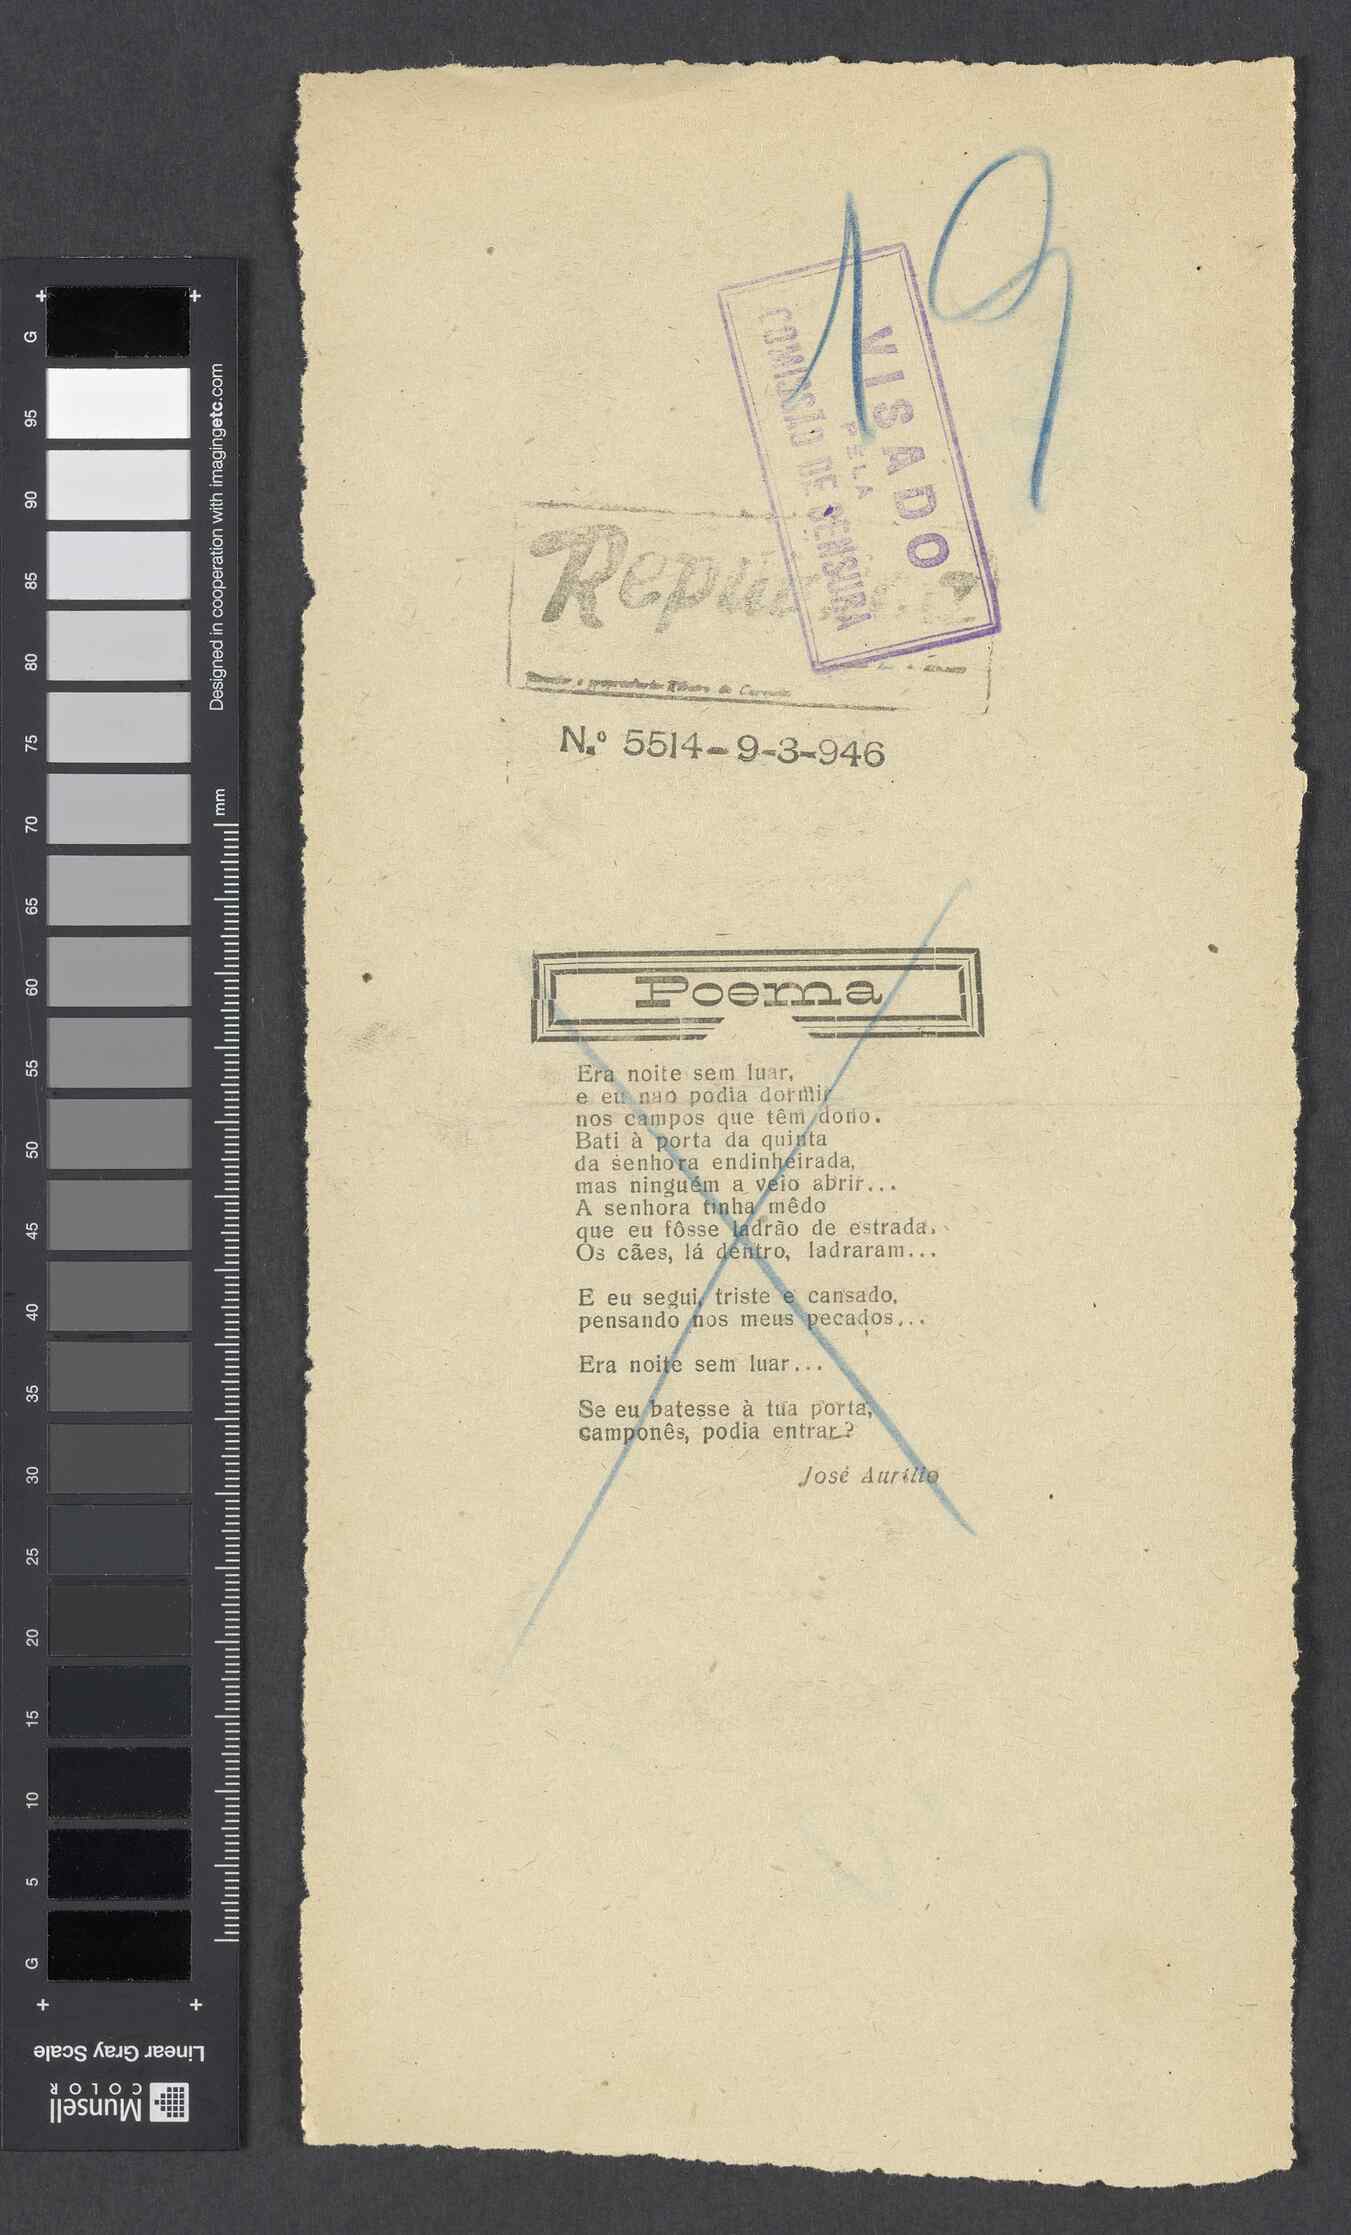 19
VISADO
PELA
COMISSÃO DE CENSURA
N.º 5514-9-3-946
Poema
Era noite sem luar,
e eu não podia dormir
nos campos que têm dono.
Bati à porta da quinta
da senhora endinheirada,
mas ninguém a veio abrir...
A senhora tinha mêdo
que eu fôsse ladrão de estrada.
Os cães, lá dentro, ladraram...
E eu segui, triste e cansado,
pensando nos meus pecados...
Era noite sem luar...
Se eu batesse à tua porta,
camponês, podia entrar?
José Aurélio
G
95
90
85
80
75
70
65
60
55
50
45
40
35
30
25
20
15
10
5
G
Designed in cooperation with imagingetc.com
mm
Linear Gray Scale
Munsell
COLOR